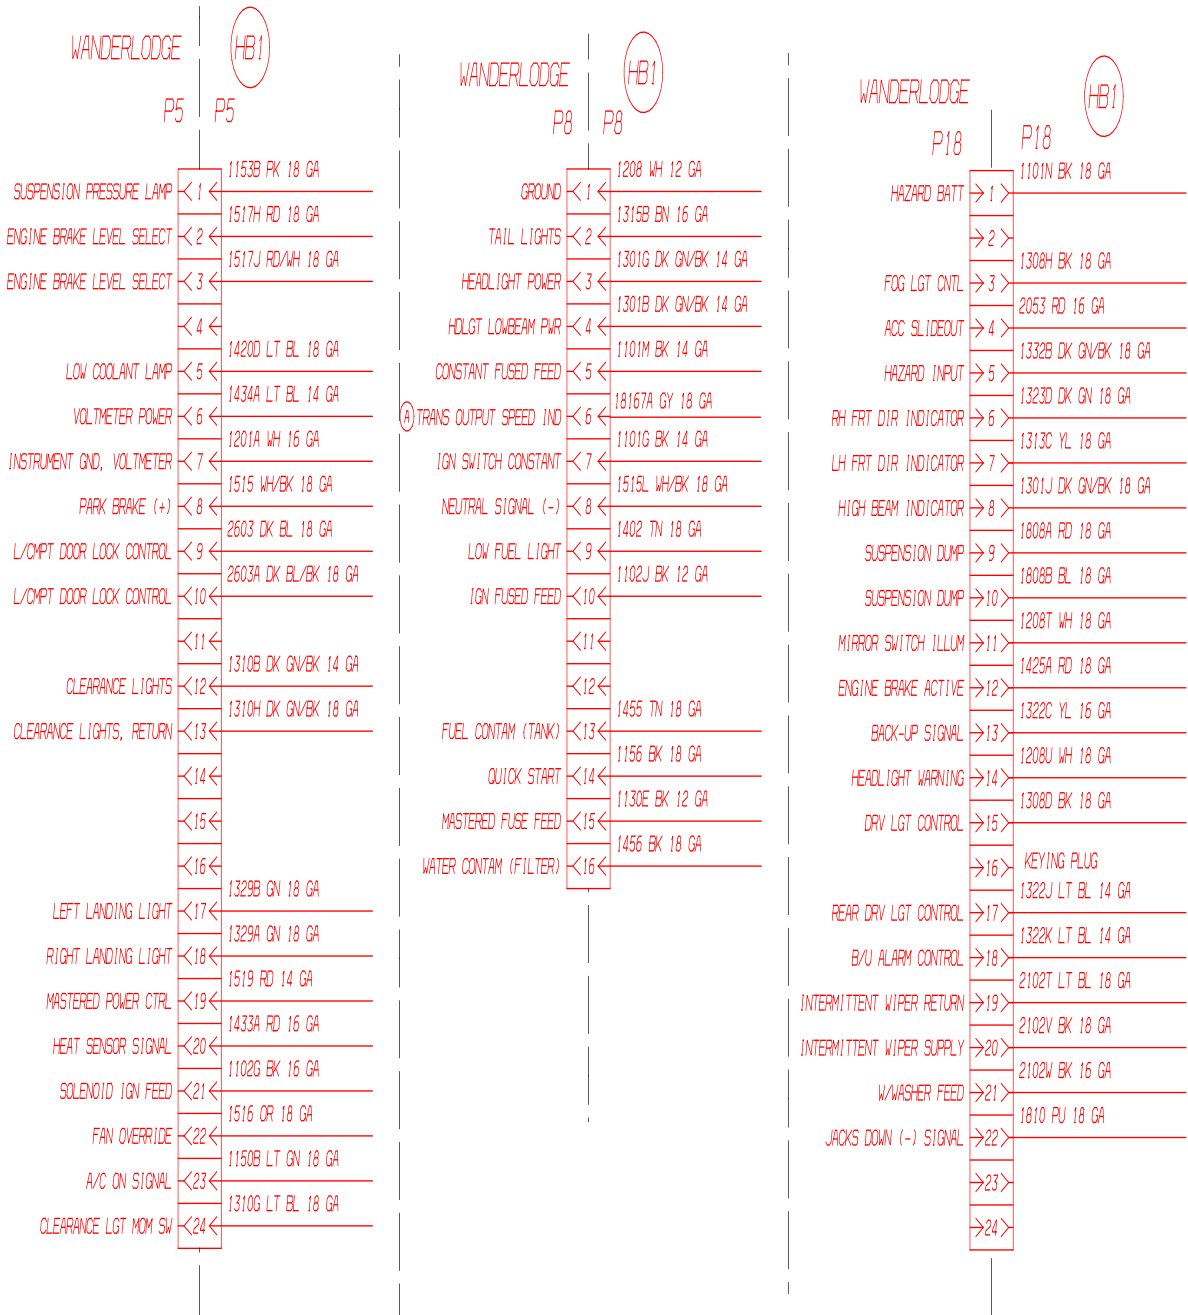 WANDERLODGE
HB1
P5 P5
1153B PK 18 GA
SUSPENSION PRESSURE LAMP 1
1517H RD 18 GA
ENGINE BRAKE LEVEL SELECT 2
1517J RD/WH 18 GA
ENGINE BRAKE LEVEL SELECT 3
4
1420D LT BL 18 GA
LOW COOLANT LAMP 5
1434A LT BL 14 GA
VOLTMETER POWER 6
1201A WH 16 GA
INSTRUMENT GND, VOLTMETER 7
1515 WH/BK 18 GA
PARK BRAKE (+) 8
2603 DK BL 18 GA
L/CMPT DOOR LOCK CONTROL 9
2603A DK BL/BK 18 GA
L/CMPT DOOR LOCK CONTROL 10
11
1310B DK GN/BK 14 GA
CLEARANCE LIGHTS 12
1310H DK GN/BK 18 GA
CLEARANCE LIGHTS, RETURN 13
14
15
16
1329B GN 18 GA
LEFT LANDING LIGHT 17
1329A GN 18 GA
RIGHT LANDING LIGHT 18
1519 RD 14 GA
MASTERED POWER CTRL 19
1433A RD 16 GA
HEAT SENSOR SIGNAL 20
1102G BK 16 GA
SOLENOID IGN FEED 21
1516 OR 18 GA
FAN OVERRIDE 22
1150B LT GN 18 GA
A/C ON SIGNAL 23
1310G LT BL 18 GA
CLEARANCE LGT MOM SW 24
WANDERLODGE
HB1
P8 P8
1208 WH 12 GA
GROUND 1
1315B BN 16 GA
TAIL LIGHTS 2
1301G DK GN/BK 14 GA
HEADLIGHT POWER 3
1301B DK GN/BK 14 GA
HDLGT LOWBEAM PWR 4
1101M BK 14 GA
CONSTANT FUSED FEED 5
18167A GY 18 GA
A TRANS OUTPUT SPEED IND 6
1101G BK 14 GA
IGN SWITCH CONSTANT 7
1515L WH/BK 18 GA
NEUTRAL SIGNAL (-) 8
1402 TN 18 GA
LOW FUEL LIGHT 9
1102J BK 12 GA
IGN FUSED FEED 10
11
12
1455 TN 18 GA
FUEL CONTAM (TANK) 13
1156 BK 18 GA
QUICK START 14
1130E BK 12 GA
MASTERED FUSE FEED 15
1456 BK 18 GA
WATER CONTAM (FILTER) 16
WANDERLODGE
HB1
P18 P18
1101N BK 18 GA
HAZARD BATT 1
2
1308H BK 18 GA
FOG LGT CNTL 3
2053 RD 16 GA
ACC SLIDEOUT 4
1332B DK GN/BK 18 GA
HAZARD INPUT 5
1323D DK GN 18 GA
RH FRT DIR INDICATOR 6
1313C YL 18 GA
LH FRT DIR INDICATOR 7
1301J DK GN/BK 18 GA
HIGH BEAM INDICATOR 8
1808A RD 18 GA
SUSPENSION DUMP 9
1808B BL 18 GA
SUSPENSION DUMP 10
1208T WH 18 GA
MIRROR SWITCH ILLUM 11
1425A RD 18 GA
ENGINE BRAKE ACTIVE 12
1322C YL 16 GA
BACK-UP SIGNAL 13
1208U WH 18 GA
HEADLIGHT WARNING 14
1308D BK 18 GA
DRV LGT CONTROL 15
16 KEYING PLUG
1322J LT BL 14 GA
REAR DRV LGT CONTROL 17
1322K LT BL 14 GA
B/U ALARM CONTROL 18
2102T LT BL 18 GA
INTERMITTENT WIPER RETURN 19
2102V BK 18 GA
INTERMITTENT WIPER SUPPLY 20
2102W BK 16 GA
W/WASHER FEED 21
1810 PU 18 GA
JACKS DOWN (-) SIGNAL 22
23
24